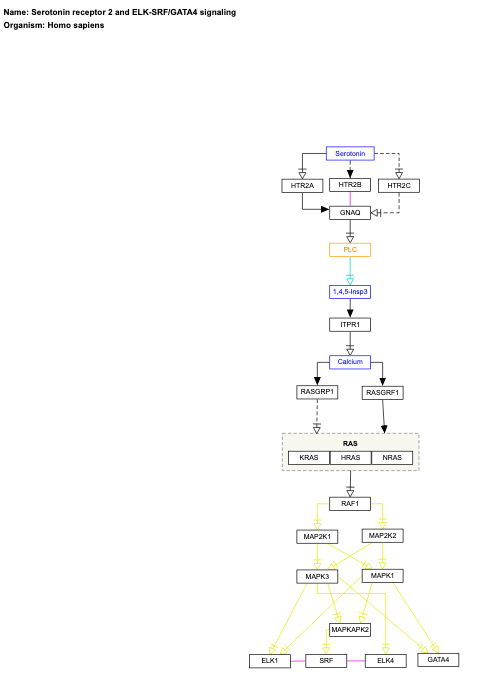 Name: Serotonin receptor 2 and ELK-SRF/GATA4 signaling
Organism: Homo sapiens
Serotonin
HTR2A
HTR2B
HTR2C
GNAQ
PLC
1,4,5-Insp3
ITPR1
Calcium
RASGRP1
RASGRF1
RAS
KRAS
HRAS
NRAS
RAF1
MAP2K1
MAP2K2
MAPK3
MAPK1
MAPKAPK2
ELK1
SRF
ELK4
GATA4